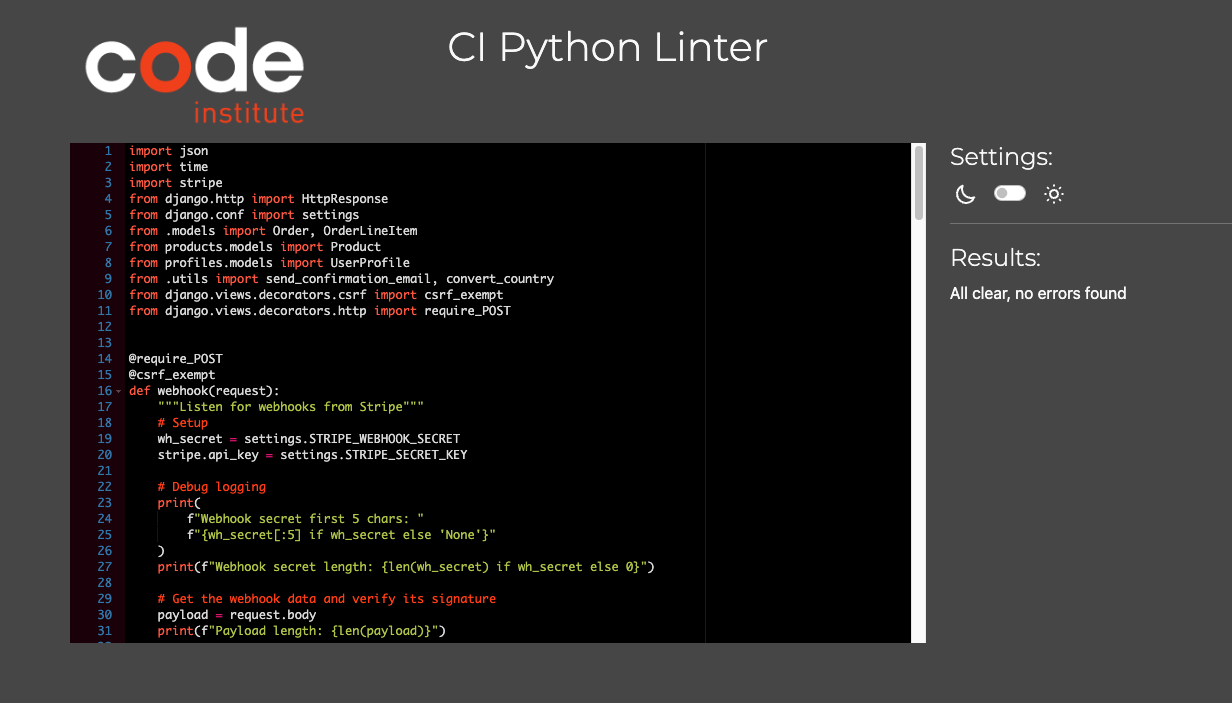 code
institute
CI Python Linter
1 import json
2 import time
3 import stripe
4 from django.http import HttpResponse
5 from django.conf import settings
6 from .models import Order, OrderLineItem
7 from products.models import Product
8 from profiles.models import UserProfile
9 from .utils import send_confirmation_email, convert_country
10 from django.views.decorators.csrf import csrf_exempt
11 from django.views.decorators.http import require_POST
12
13
14 @require_POST
15 @csrf_exempt
16 def webhook(request):
17     """Listen for webhooks from Stripe"""
18     # Setup
19     wh_secret = settings.STRIPE_WEBHOOK_SECRET
20     stripe.api_key = settings.STRIPE_SECRET_KEY
21
22     # Debug logging
23     print(
24         f"Webhook secret first 5 chars: "
25         f"{wh_secret[:5] if wh_secret else 'None'}"
26     )
27     print(f"Webhook secret length: {len(wh_secret) if wh_secret else 0}")
28
29     # Get the webhook data and verify its signature
30     payload = request.body
31     print(f"Payload length: {len(payload)}")
Settings:
Results:
All clear, no errors found